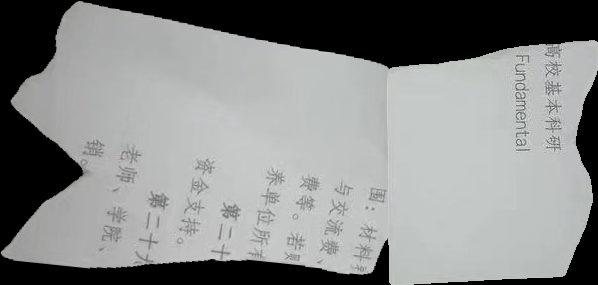 高校基本科研
Fundamental
围：材料
与交流费、
费等。若
养单位所
第二十
资金支持。
第二十
老师、学院、
销。